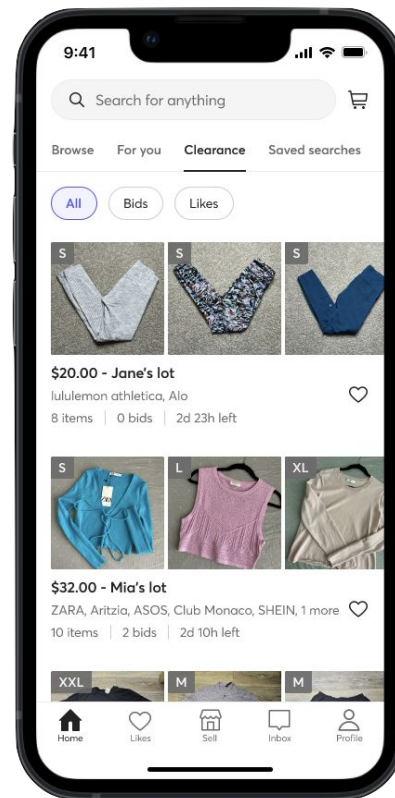 9:41
Search for anything
Browse For you Clearance Saved searches
All Bids Likes
S S S
$20.00 - Jane's lot
lululemon athletica, Alo
8 items 0 bids 2d 23h left
S L XL
ZARA
$32.00 - Mia's lot
ZARA, Aritzia, ASOS, Club Monaco, SHEIN, 1 more
10 items 2 bids 2d 10h left
XXL M M
Home Likes Sell Inbox Profile